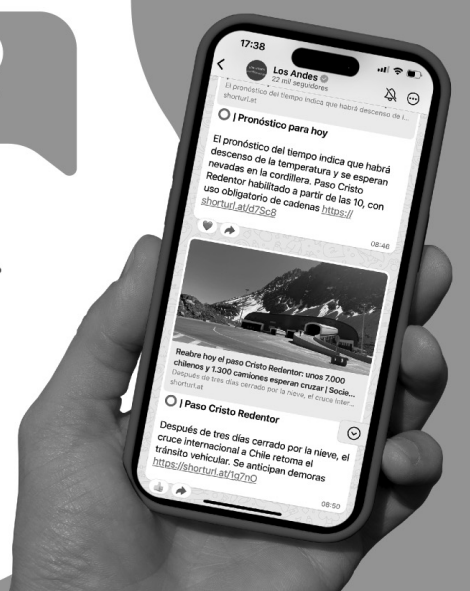 17:38
Los Andes
22 mil seguidores
El pronóstico del tiempo indica que habrá descenso de l...
shorturl.at
| Pronóstico para hoy
El pronóstico del tiempo indica que habrá
descenso de la temperatura y se esperan
nevadas en la cordillera. Paso Cristo
Redentor habilitado a partir de las 10, con
uso obligatorio de cadenas https://
shorturl.at/d7Sc8
08:46
Reabre hoy el paso Cristo Redentor: unos 7.000
chilenos y 1.300 camiones esperan cruzar | Socie...
Después de tres días cerrado por la nieve, el cruce inter...
shorturl.at
| Paso Cristo Redentor
Después de tres días cerrado por la nieve, el
cruce internacional a Chile retoma el
tránsito vehicular. Se anticipan demoras
https://shorturl.at/1q7nO
08:50